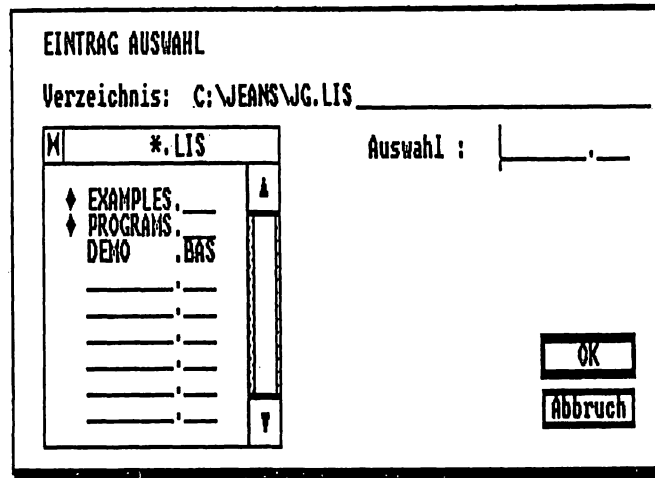 EINTRAG AUSWAHL
Verzeichnis: C:\JEANS\JG.LIS
*.LIS
Auswahl : .
EXAMPLES.
PROGRAMS.
DEMO .BAS
OK
Abbruch